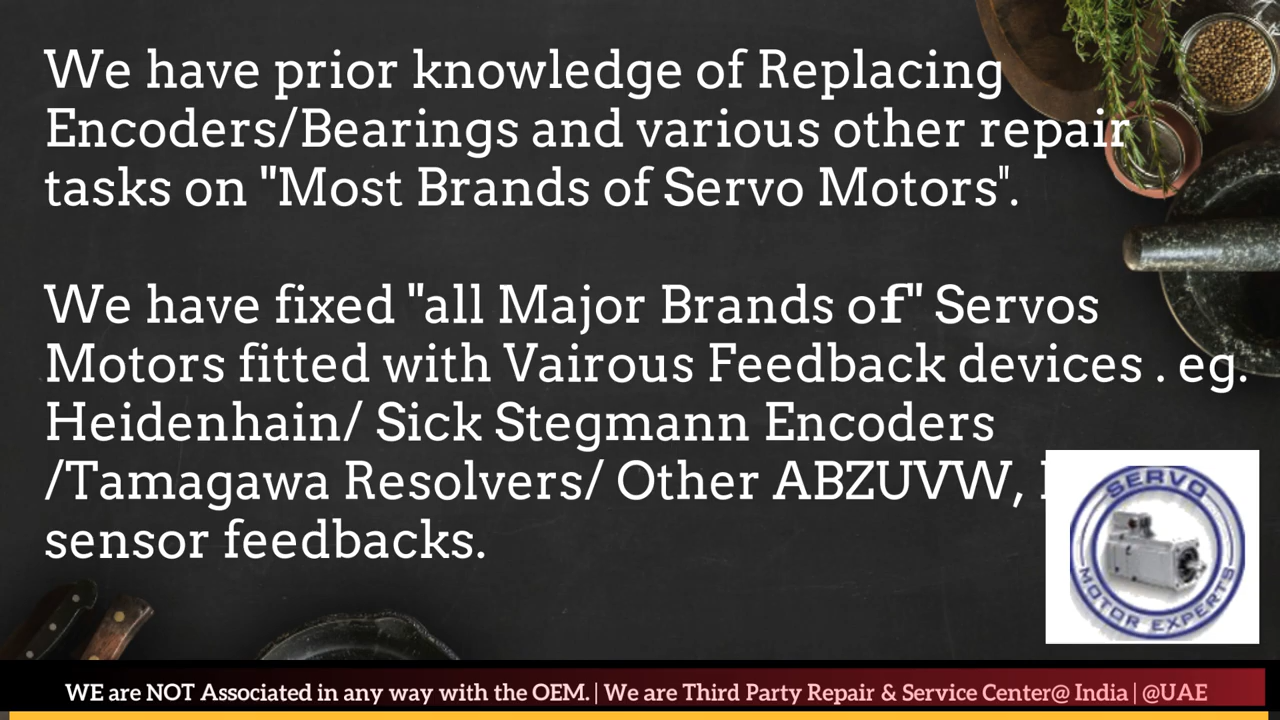 We have prior knowledge of Replacing
Encoders/Bearings and various other repair
tasks on "Most Brands of Servo Motors".
We have fixed "all Major Brands of" Servos
Motors fitted with Vairous Feedback devices . eg.
Heidenhain/ Sick Stegmann Encoders
/Tamagawa Resolvers/ Other ABZUVW,
sensor feedbacks.
SERVO
MOTOR EXPERTS
WE are NOT Associated in any way with the OEM. | We are Third Party Repair & Service Center@ India | @UAE